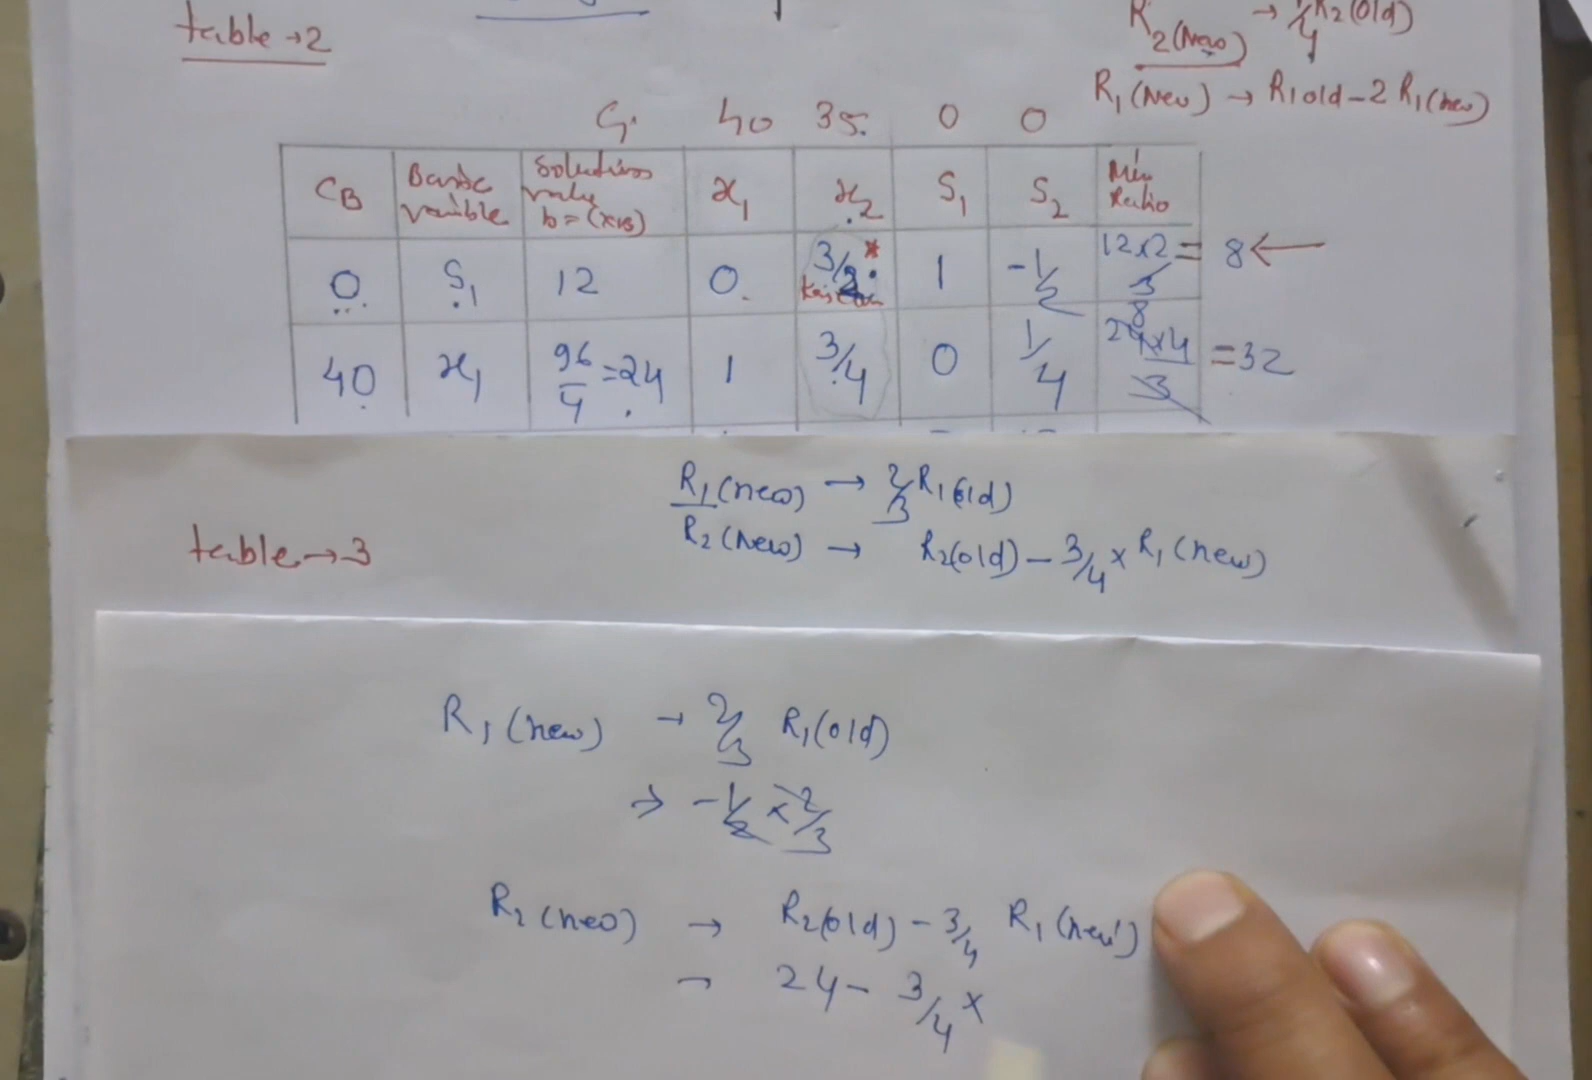 table → 2
R2(New) → 1/4 R2(Old)
R1(New) → R1old - 2 R1(new)
Cj. 40 35. 0 0
CB Basic variable Solutions value b=(XB) x1 x2 S1 S2 Min Ratio
0 S1 12 0 3/2* 1 -1/2 12×2/3 = 8 ←
40 x1 96/4 = 24 1 3/4 0 1/4 24×4/3 8 = 32
R1(new) → 2/3 R1(old)
table → 3
R2(New) → R2(old) - 3/4 × R1(new)
R1(new) → 2/3 R1(old)
⇒ -1/2 × 2/3
R2(new) → R2(old) - 3/4 R1(new)
24 - 3/4 ×